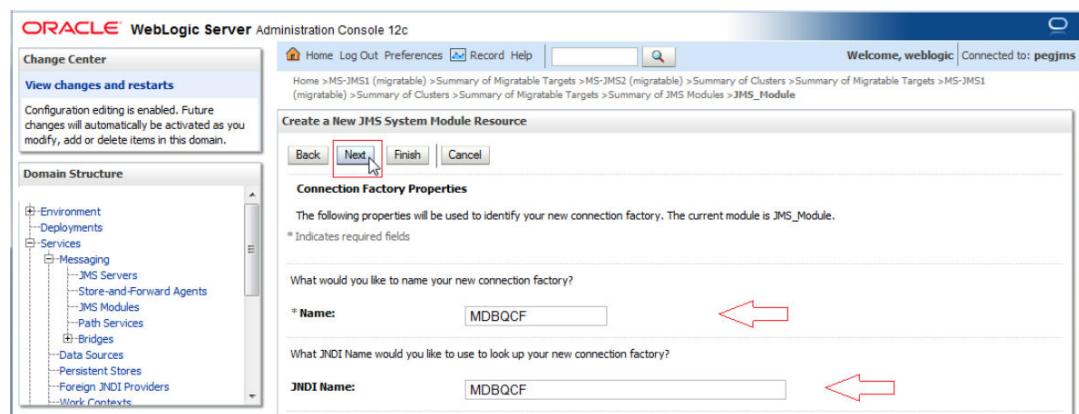 ORACLE WebLogic Server Administration Console 12c
Change Center
View changes and restarts
Configuration editing is enabled. Future
changes will automatically be activated as you
modify, add or delete items in this domain.
Domain Structure
Environment
Deployments
Services
Messaging
JMS Servers
Store-and-Forward Agents
JMS Modules
Path Services
Bridges
Data Sources
Persistent Stores
Foreign JNDI Providers
Work Contexts
Home Log Out Preferences Record Help
Welcome, weblogic Connected to: pegjms
Home >MS-JMS1 (migratable) >Summary of Migratable Targets >MS-JMS2 (migratable) >Summary of Clusters >Summary of Migratable Targets >MS-JMS1
(migratable) >Summary of Clusters >Summary of Migratable Targets >Summary of JMS Modules >JMS_Module
Create a New JMS System Module Resource
Back Next Finish Cancel
Connection Factory Properties
The following properties will be used to identify your new connection factory. The current module is JMS_Module.
* Indicates required fields
What would you like to name your new connection factory?
* Name: MDBQCF
What JNDI Name would you like to use to look up your new connection factory?
JNDI Name: MDBQCF